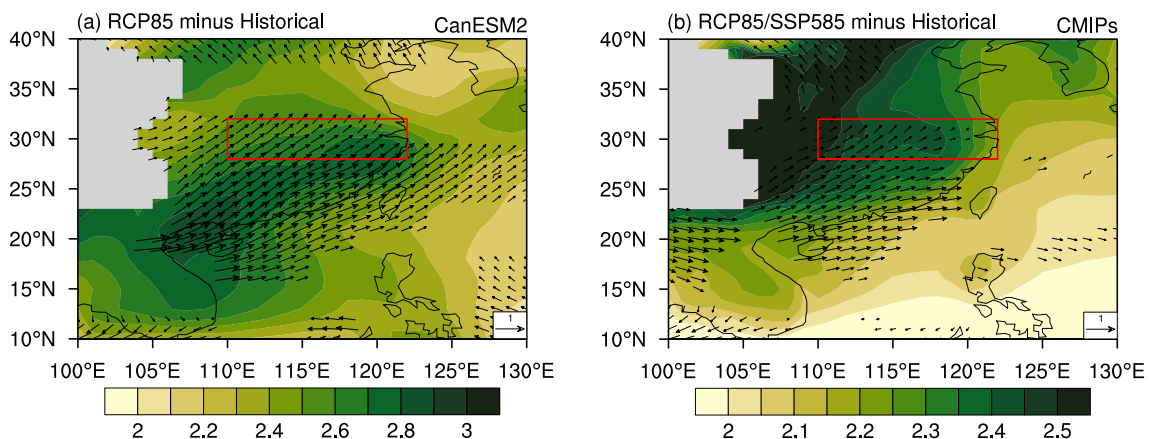 (a) RCP85 minus Historical CanESM2
40°N
35°N
30°N
25°N
20°N
15°N
10°N
1
100°E 105°E 110°E 115°E 120°E 125°E 130°E
2 2.2 2.4 2.6 2.8 3
(b) RCP85/SSP585 minus Historical CMIPs
40°N
35°N
30°N
25°N
20°N
15°N
10°N
1
100°E 105°E 110°E 115°E 120°E 125°E 130°E
2 2.1 2.2 2.3 2.4 2.5